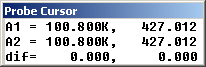 Probe Cursor
A1 = 100.800K, 427.012
A2 = 100.800K, 427.012
dif= 0.000, 0.000